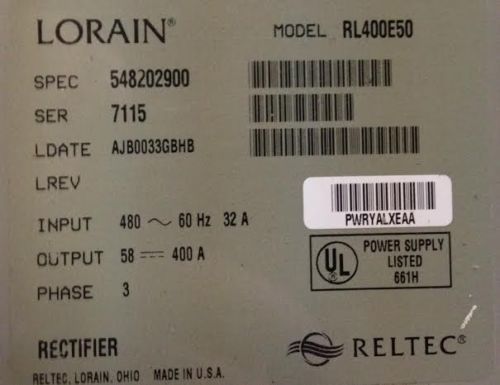 LORAIN® MODEL RL400E50
SPEC 548202900
SER 7115
LDATE AJB0033GBHB
LREV
PWRYALXEAA
INPUT 480 ~ 60 Hz 32 A
OUTPUT 58 ⎓ 400 A
PHASE 3
UL®
POWER SUPPLY
LISTED
661H
RECTIFIER
RELTEC®
RELTEC, LORAIN, OHIO MADE IN U.S.A.